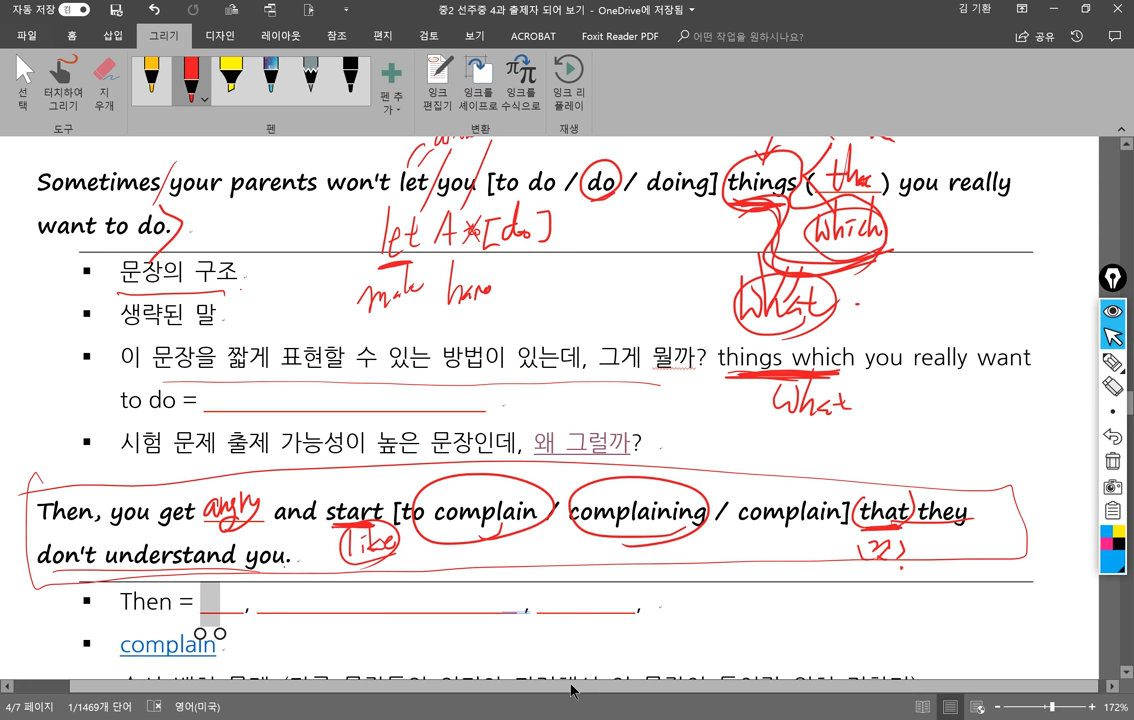 자동 저장 컴
중2 선주중 4과 출제자 되어 보기 - OneDrive에 저장됨
김 기환
파일 홈 삽입 그리기 디자인 레이아웃 참조 편지 검토 보기 ACROBAT Foxit Reader PDF 어떤 작업을 원하시나요? 공유
선택 터치하여 그리기 지우개 펜 추가 잉크 편집기 잉크를 셰이프로 잉크를 수식으로 잉크 리플레이
도구 펜 변환 재생
Sometimes your parents won't let you [to do / do / doing] things ( ) you really
want to do.
let A [do] which
문장의 구조
make have
what
생략된 말
이 문장을 짧게 표현할 수 있는 방법이 있는데, 그게 뭘까? things which you really want
to do =
what
시험 문제 출제 가능성이 높은 문장인데, 왜 그럴까?
Then, you get angry and start [to complain / complaining / complain] that they
like
don't understand you.
Then = , , ,
complain
4/7 페이지 1/1469개 단어 영어(미국) 172%